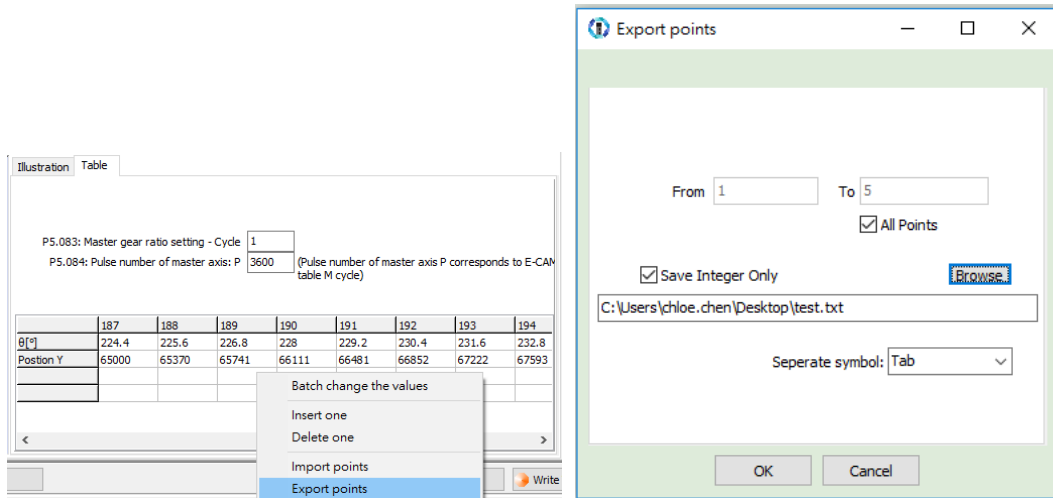 Illustration Table
P5.083: Master gear ratio setting - Cycle 1
P5.084: Pulse number of master axis: P 3600 (Pulse number of master axis P corresponds to E-CAM
table M cycle)
187 188 189 190 191 192 193 194
θ[°] 224.4 225.6 226.8 228 229.2 230.4 231.6 232.8
Postion Y 65000 65370 65741 66111 66481 66852 67222 67593
Batch change the values
Insert one
Delete one
Import points
Export points
Write
Export points
From 1 To 5
All Points
Save Integer Only Browse
C:\Users\chloe.chen\Desktop\test.txt
Seperate symbol: Tab
OK Cancel